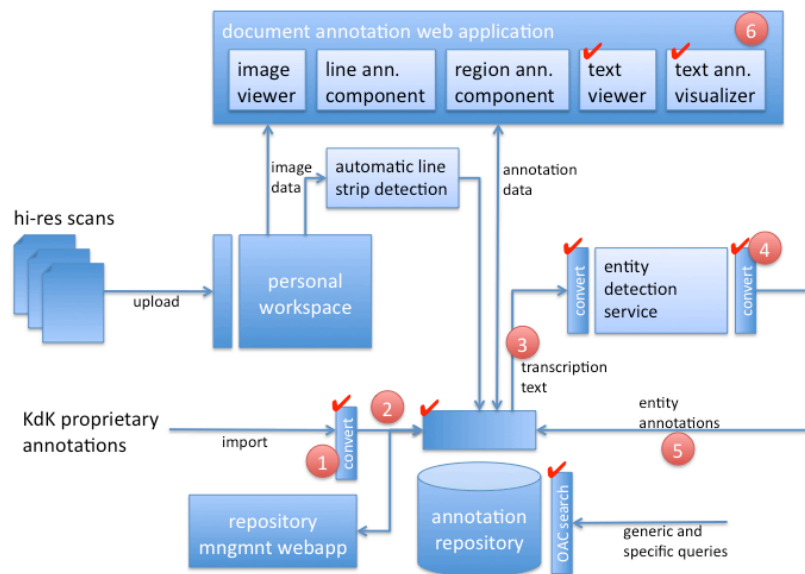 document annotation web application
6
image
viewer
line ann.
component
region ann.
component
text
viewer
text ann.
visualizer
image
data
automatic line
strip detection
annotation
data
hi-res scans
upload
personal
workspace
convert
entity
detection
service
convert
4
3
transcription
text
KdK proprietary
annotations
import
1
convert
2
entity
annotations
5
repository
mngmnt webapp
annotation
repository
OAC search
generic and
specific queries